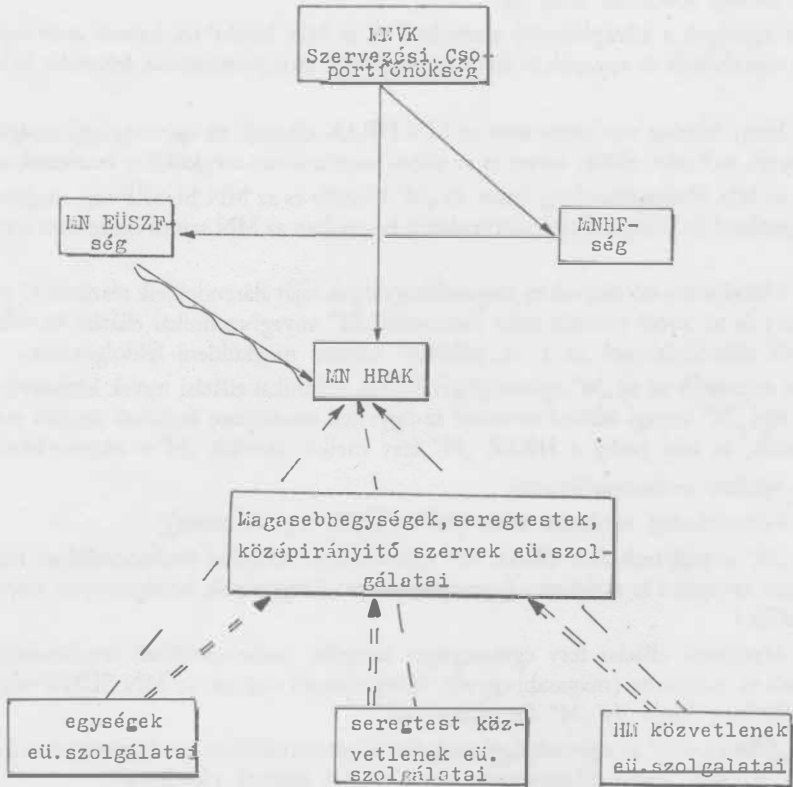 MNVK
Szervezési Cso-
portfőnökség
MN EÜSZF-
ség
MNHF-
ség
MN HRAK
Magasebbegységek, seregtestek,
középirányitó szervek eü.szol-
gálatai
egységek
eü.szolgálatai
seregtest köz-
vetlenek eü.
szolgálatai
HM közvetlenek
eü.szolgalatai